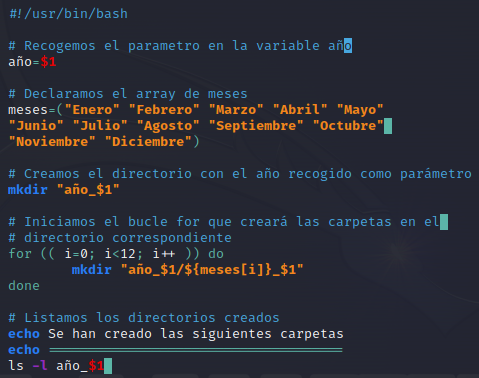 #!/usr/bin/bash
# Recogemos el parametro en la variable año
año=$1
# Declaramos el array de meses
meses=("Enero" "Febrero" "Marzo" "Abril" "Mayo"
"Junio" "Julio" "Agosto" "Septiembre" "Octubre"
"Noviembre" "Diciembre")
# Creamos el directorio con el año recogido como parámetro
mkdir "año_$1"
# Iniciamos el bucle for que creará las carpetas en el
# directorio correspondiente
for (( i=0; i<12; i++ )) do
        mkdir "año_$1/${meses[i]}_$1"
done
# Listamos los directorios creados
echo Se han creado las siguientes carpetas
echo =====================================
ls -l año_$1